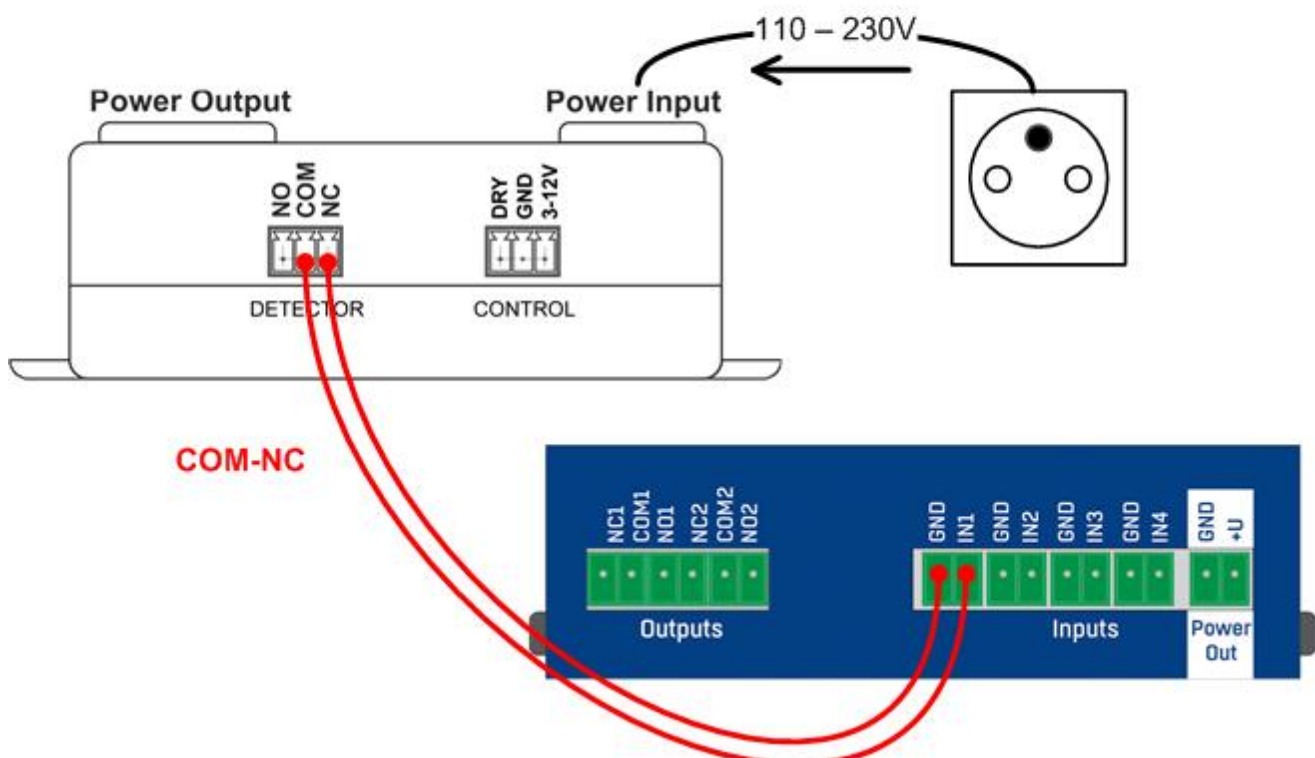 110 – 230V
Power Output
Power Input
NO
COM
NC
DRY
GND
3-12V
DETECTOR
CONTROL
COM-NC
NC1
COM1
NO1
NC2
COM2
NO2
GND
IN1
GND
IN2
GND
IN3
GND
IN4
GND
+U
Outputs
Inputs
Power
Out